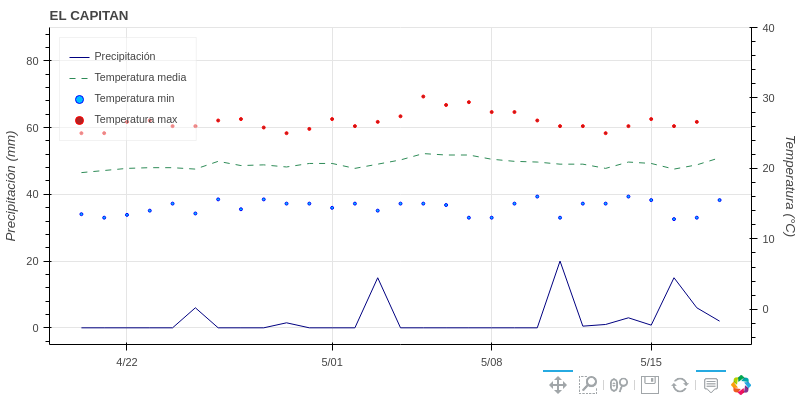 EL CAPITAN
Precipitación
Temperatura media
Temperatura min
Temperatura max
Precipitación (mm)
80
60
40
20
0
Temperatura (°C)
40
30
20
10
0
4/22
5/01
5/08
5/15